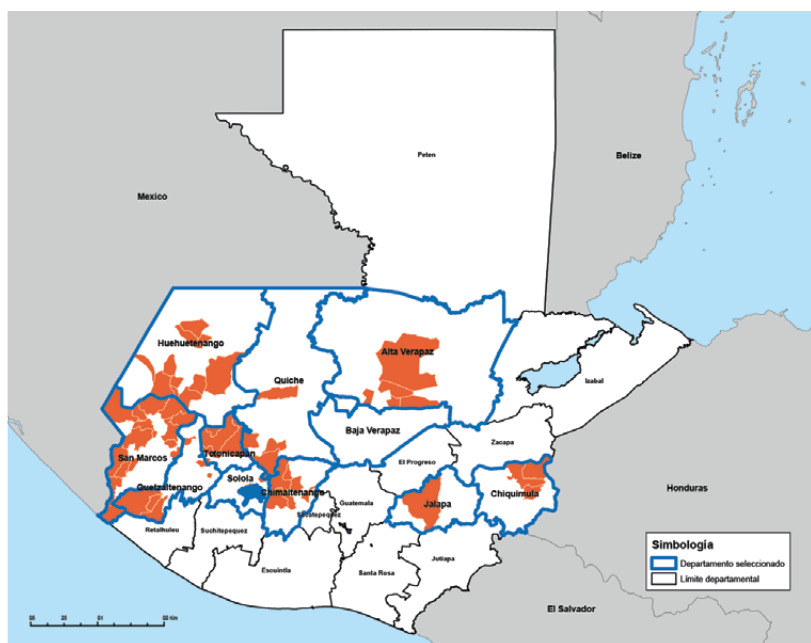 Peten
Belize
Mexico
Huehuetenango
Alta Verapaz
Quiche
Izabal
Baja Verapaz
Zacapa
San Marcos
Totonicapan
El Progreso
Quetzaltenango
Solola
Chimaltenango
Guatemala
Jalapa
Chiquimula
Honduras
Sacatepequez
Retalhuleu
Suchitepequez
Jutiapa
Escuintla
Santa Rosa
El Salvador
Simbología
Departamento seleccionado
Límite departamental